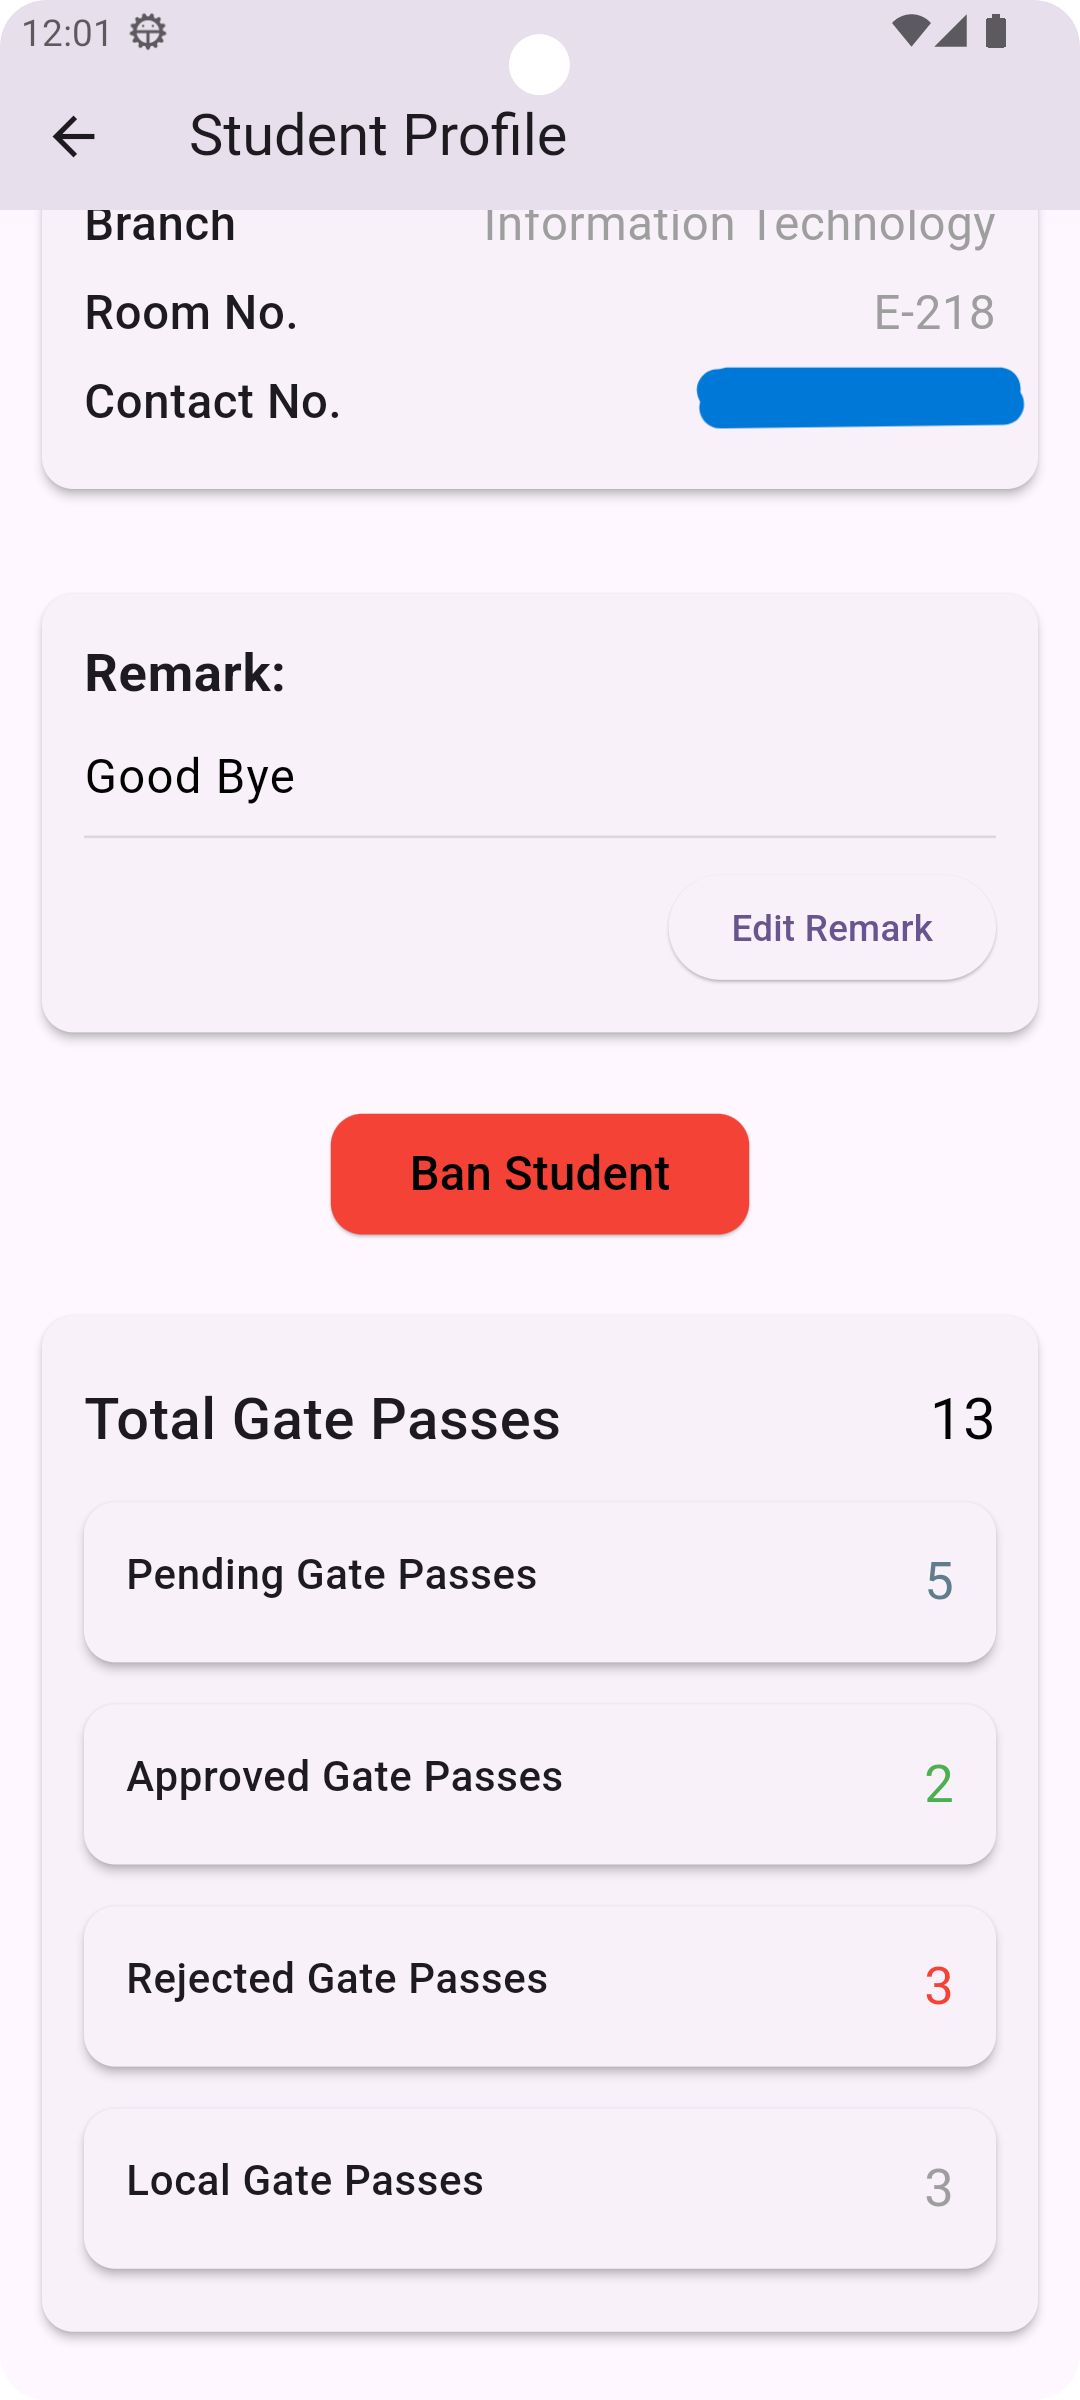 12:01
Student Profile
Branch Information Technology
Room No. E-218
Contact No.
Remark:
Good Bye
Edit Remark
Ban Student
Total Gate Passes 13
Pending Gate Passes 5
Approved Gate Passes 2
Rejected Gate Passes 3
Local Gate Passes 3